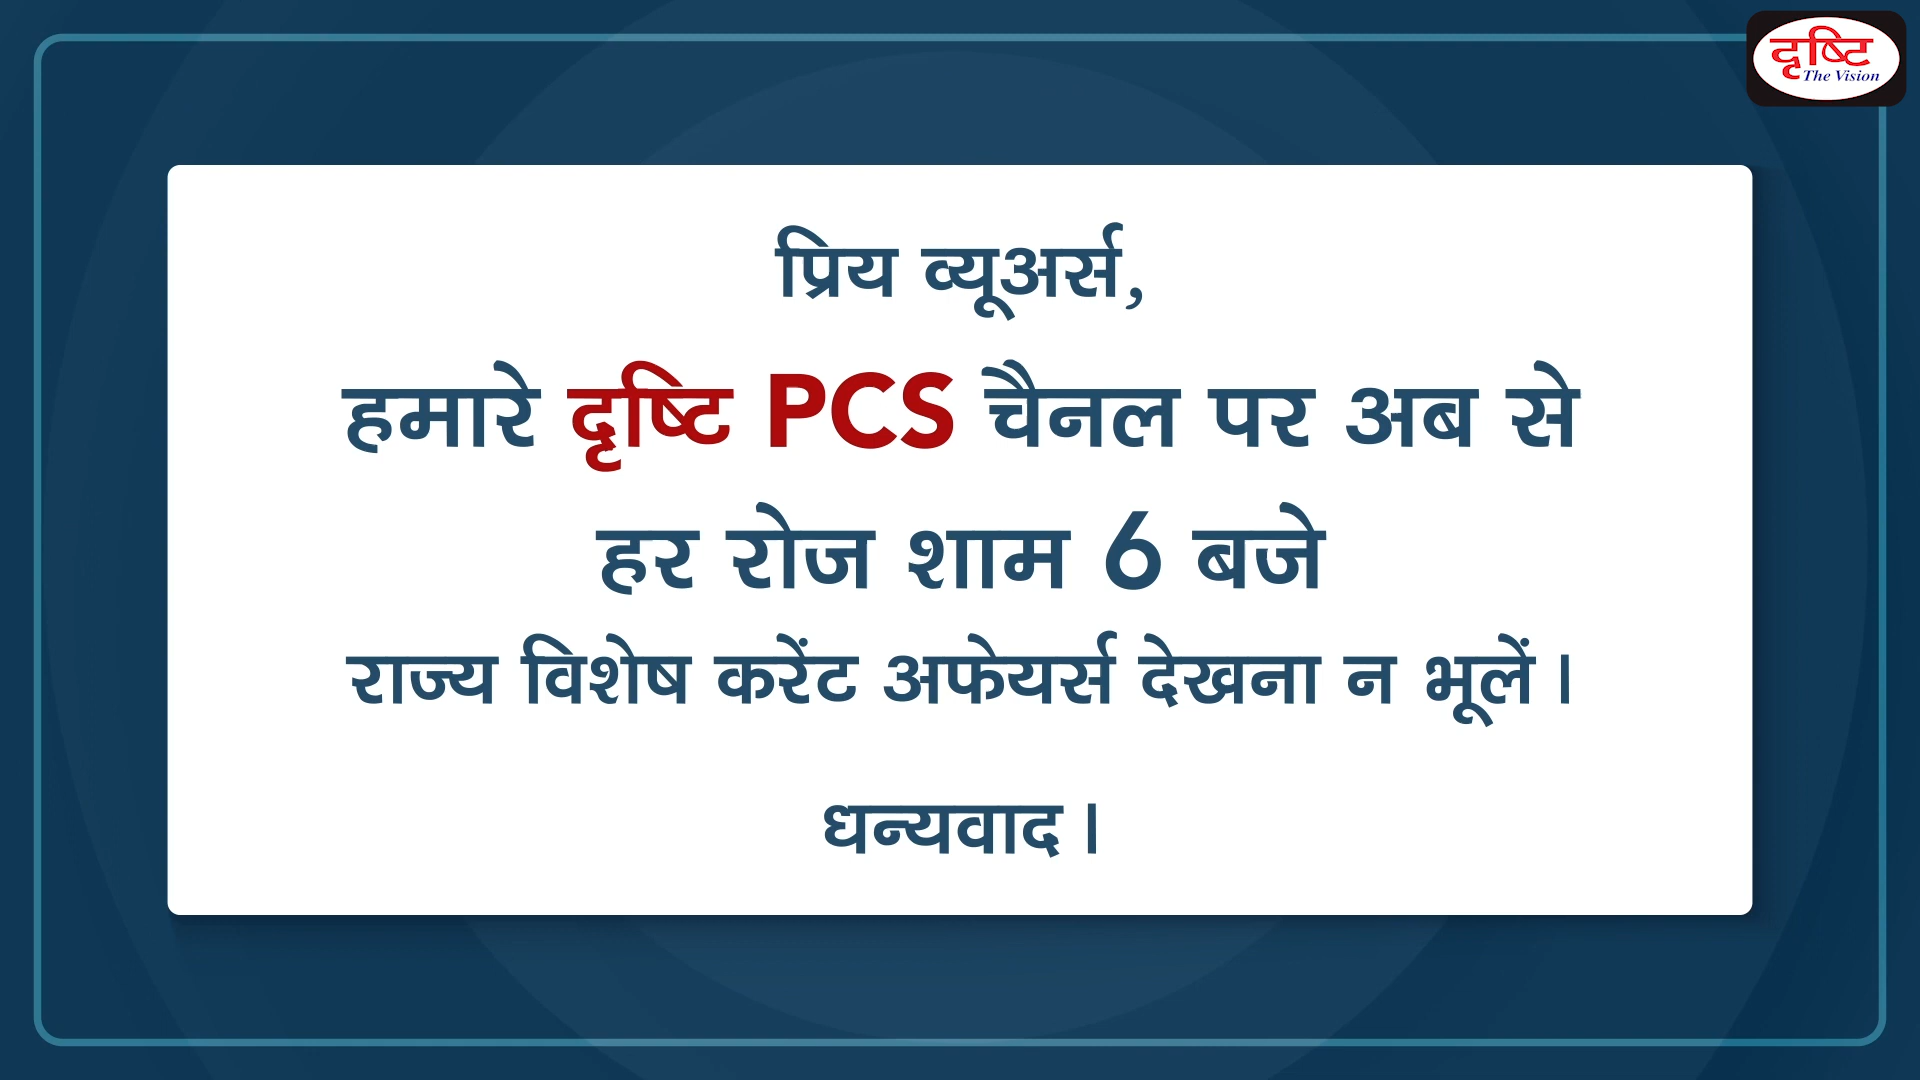 दृष्टि
The Vision
प्रिय व्यूअर्स,
हमारे दृष्टि PCS चैनल पर अब से
हर रोज शाम 6 बजे
राज्य विशेष करेंट अफेयर्स देखना न भूलें।
धन्यवाद।